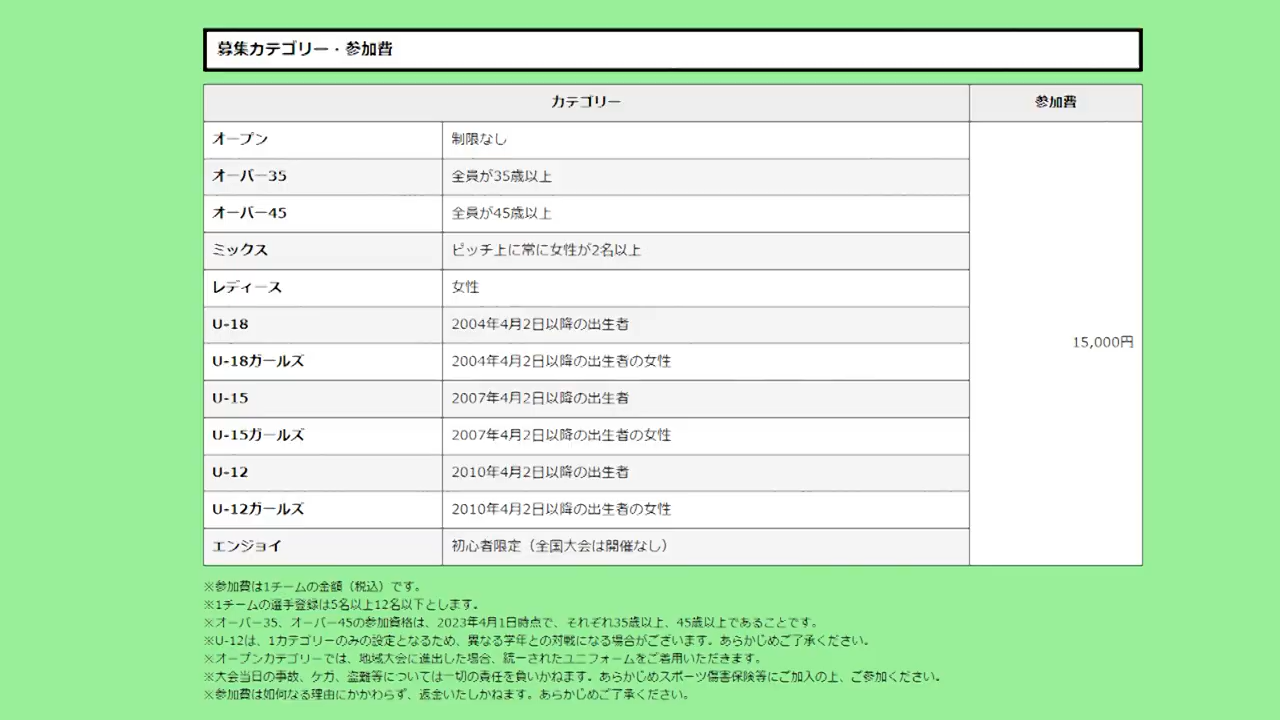 募集カテゴリー・参加費
カテゴリー 参加費
オープン 制限なし
オーバー35 全員が35歳以上
オーバー45 全員が45歳以上
ミックス ピッチ上に常に女性が2名以上
レディース 女性
U-18 2004年4月2日以降の出生者
15,000円
U-18ガールズ 2004年4月2日以降の出生者の女性
U-15 2007年4月2日以降の出生者
U-15ガールズ 2007年4月2日以降の出生者の女性
U-12 2010年4月2日以降の出生者
U-12ガールズ 2010年4月2日以降の出生者の女性
エンジョイ 初心者限定（全国大会は開催なし）
※参加費は1チームの金額（税込）です。
※1チームの選手登録は5名以上12名以下とします。
※オーバー35、オーバー45の参加資格は、2023年4月1日時点で、それぞれ35歳以上、45歳以上であることです。
※U-12は、1カテゴリーのみの設定となるため、異なる学年との対戦になる場合がございます。あらかじめご了承ください。
※オープンカテゴリーでは、地域大会に進出した場合、統一されたユニフォームをご着用いただきます。
※大会当日の事故、ケガ、盗難等については一切の責任を負いかねます。あらかじめスポーツ傷害保険等にご加入の上、ご参加ください。
※参加費は如何なる理由にかかわらず、返金いたしかねます。あらかじめご了承ください。